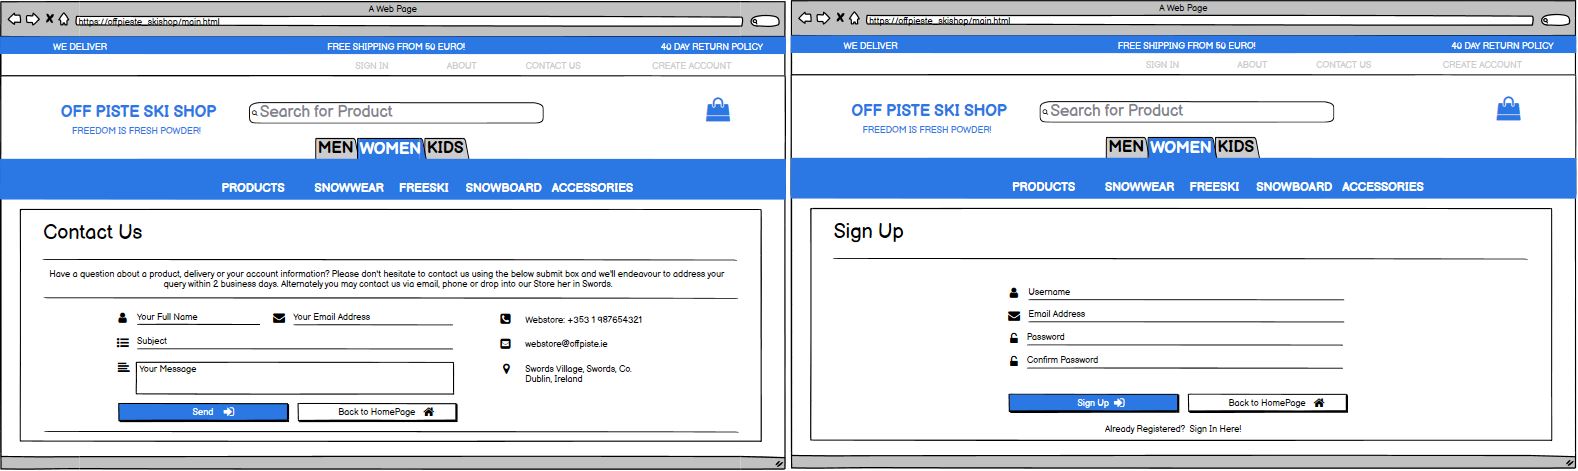 A Web Page
https://offpieste_skishop/main.html
WE DELIVER FREE SHIPPING FROM 50 EURO! 40 DAY RETURN POLICY
SIGN IN ABOUT CONTACT US CREATE ACCOUNT
OFF PISTE SKI SHOP Search for Product
FREEDOM IS FRESH POWDER!
MEN WOMEN KIDS
PRODUCTS SNOWWEAR FREESKI SNOWBOARD ACCESSORIES
Contact Us
Have a question about a product, delivery or your account information? Please don't hesitate to contact us using the below submit box and we'll endeavour to address your
query within 2 business days. Alternately you may contact us via email, phone or drop into our Store her in Swords.
Your Full Name Your Email Address Webstore: +353 1 987654321
Subject webstore@offpiste.ie
Your Message Swords Village, Swords, Co.
Dublin, Ireland
Send Back to HomePage
A Web Page
https://offpieste_skishop/main.html
WE DELIVER FREE SHIPPING FROM 50 EURO! 40 DAY RETURN POLICY
SIGN IN ABOUT CONTACT US CREATE ACCOUNT
OFF PISTE SKI SHOP Search for Product
FREEDOM IS FRESH POWDER!
MEN WOMEN KIDS
PRODUCTS SNOWWEAR FREESKI SNOWBOARD ACCESSORIES
Sign Up
Username
Email Address
Password
Confirm Password
Sign Up Back to HomePage
Already Registered? Sign In Here!